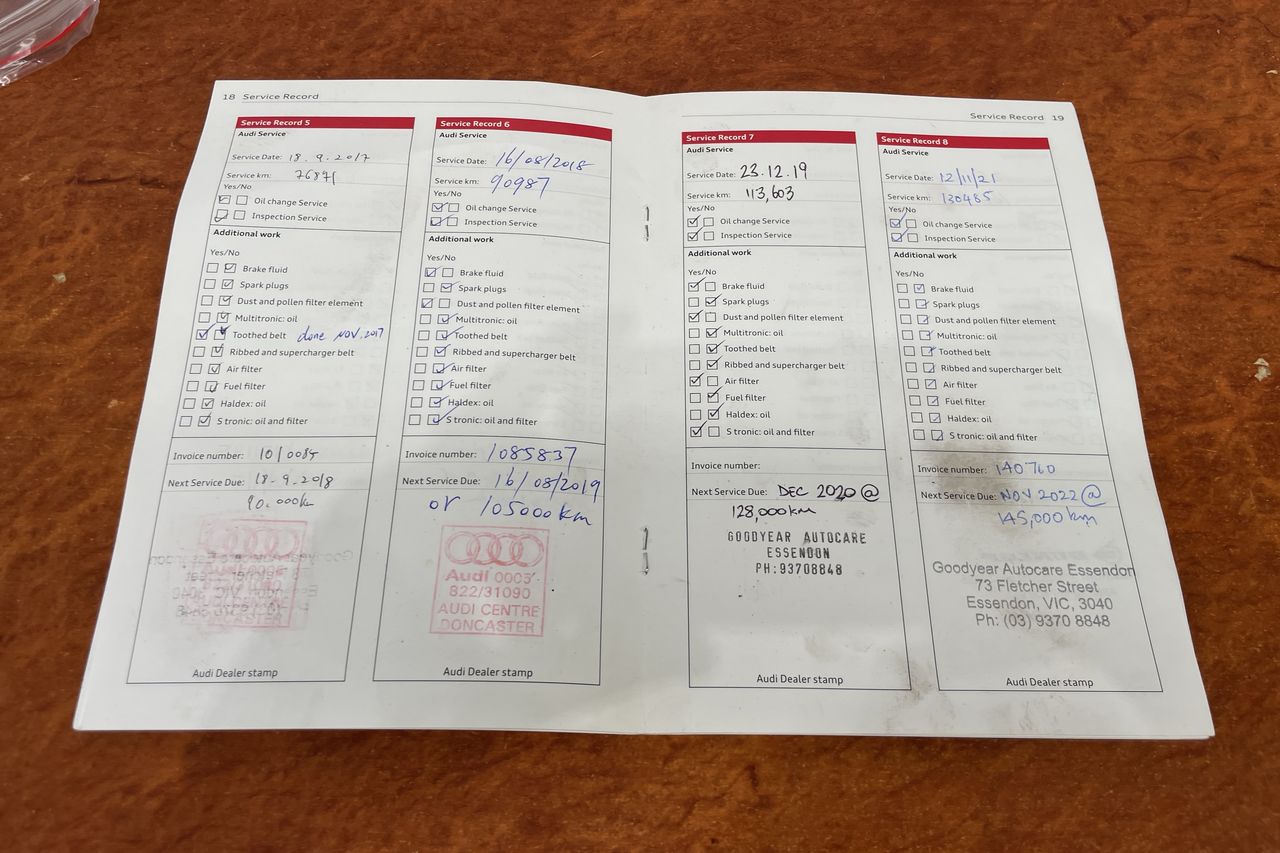 18 Service Record
Service Record 5
Audi Service
Service Date: 18.9.2017
Service km: 76871
Yes/No
Oil change Service
Inspection Service
Additional work
Yes/No
Brake fluid
Spark plugs
Dust and pollen filter element
Multitronic: oil
Toothed belt done NOV.2017
Ribbed and supercharger belt
Air filter
Fuel filter
Haldex: oil
S tronic: oil and filter
Invoice number:
Next Service Due: 18.9.2018
90.000km
DONCASTER
Audi Dealer stamp
Service Record 6
Audi Service
Service Date: 16/08/2018
Service km: 90987
Yes/No
Oil change Service
Inspection Service
Additional work
Yes/No
Brake fluid
Spark plugs
Dust and pollen filter element
Multitronic: oil
Toothed belt
Ribbed and supercharger belt
Air filter
Fuel filter
Haldex: oil
S tronic: oil and filter
Invoice number: 1085837
Next Service Due: 16/08/2019
or 105000km
Audi 0005
822/31090
AUDI CENTRE
DONCASTER
Audi Dealer stamp
Service Record 19
Service Record 7
Audi Service
Service Date: 23.12.19
Service km: 113,603
Yes/No
Oil change Service
Inspection Service
Additional work
Yes/No
Brake fluid
Spark plugs
Dust and pollen filter element
Multitronic: oil
Toothed belt
Ribbed and supercharger belt
Air filter
Fuel filter
Haldex: oil
S tronic: oil and filter
Invoice number:
Next Service Due: DEC 2020 @
128,000km
GOODYEAR AUTOCARE
ESSENDON
PH:93708848
Audi Dealer stamp
Service Record 8
Audi Service
Service Date: 12/11/21
Service km: 130485
Yes/No
Oil change Service
Inspection Service
Additional work
Yes/No
Brake fluid
Spark plugs
Dust and pollen filter element
Multitronic: oil
Toothed belt
Ribbed and supercharger belt
Air filter
Fuel filter
Haldex: oil
S tronic: oil and filter
Invoice number: 140760
Next Service Due: NOV 2022 @
145,000km
Goodyear Autocare Essendon
73 Fletcher Street
Essendon, VIC, 3040
Ph: (03) 9370 8848
Audi Dealer stamp